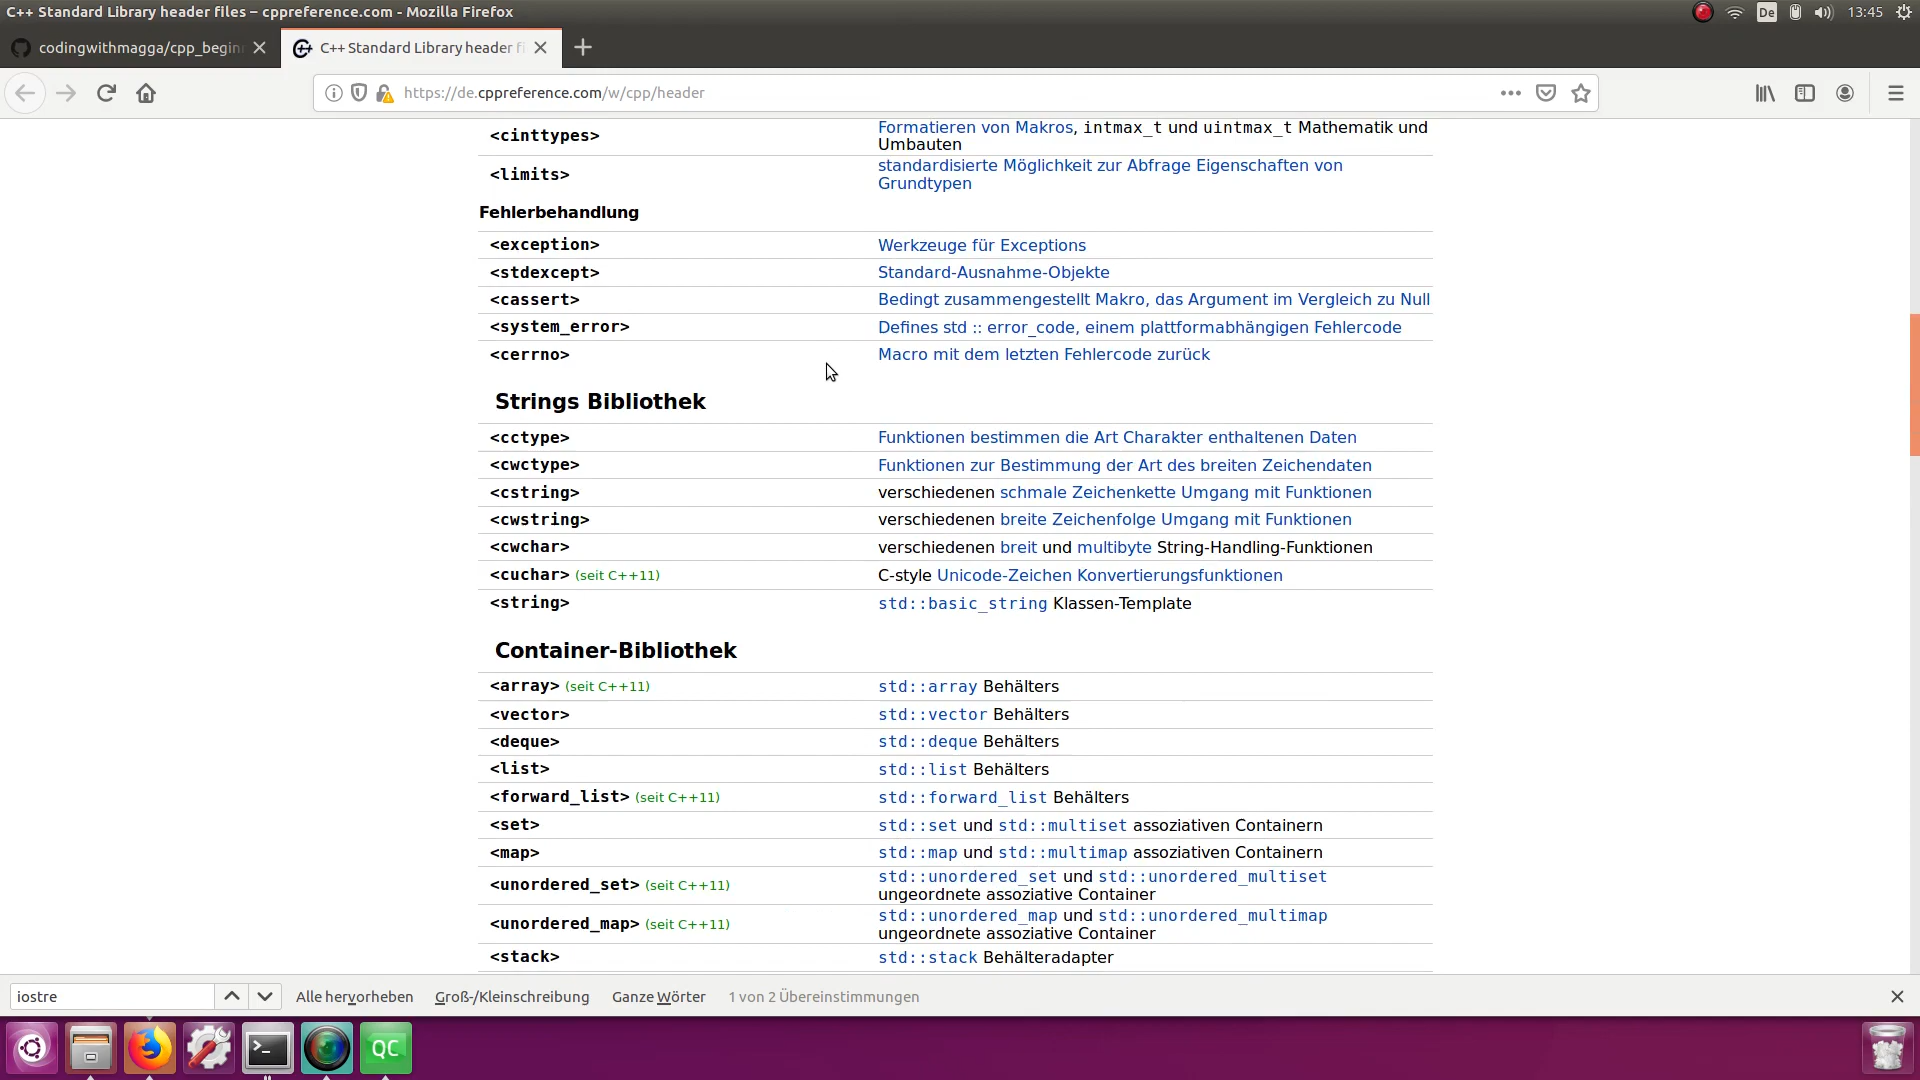 C++ Standard Library header files – cppreference.com - Mozilla Firefox
De
13:45
codingwithmagga/cpp_begin
C++ Standard Library header f
https://de.cppreference.com/w/cpp/header
<cinttypes>
Formatieren von Makros, intmax_t und uintmax_t Mathematik und
Umbauten
<limits>
standardisierte Möglichkeit zur Abfrage Eigenschaften von
Grundtypen
Fehlerbehandlung
<exception> Werkzeuge für Exceptions
<stdexcept> Standard-Ausnahme-Objekte
<cassert> Bedingt zusammengestellt Makro, das Argument im Vergleich zu Null
<system_error> Defines std :: error_code, einem plattformabhängigen Fehlercode
<cerrno> Macro mit dem letzten Fehlercode zurück
Strings Bibliothek
<cctype> Funktionen bestimmen die Art Charakter enthaltenen Daten
<cwctype> Funktionen zur Bestimmung der Art des breiten Zeichendaten
<cstring> verschiedenen schmale Zeichenkette Umgang mit Funktionen
<cwstring> verschiedenen breite Zeichenfolge Umgang mit Funktionen
<cwchar> verschiedenen breit und multibyte String-Handling-Funktionen
<cuchar> (seit C++11) C-style Unicode-Zeichen Konvertierungsfunktionen
<string> std::basic_string Klassen-Template
Container-Bibliothek
<array> (seit C++11) std::array Behälters
<vector> std::vector Behälters
<deque> std::deque Behälters
<list> std::list Behälters
<forward_list> (seit C++11) std::forward_list Behälters
<set> std::set und std::multiset assoziativen Containern
<map> std::map und std::multimap assoziativen Containern
<unordered_set> (seit C++11)
std::unordered_set und std::unordered_multiset
ungeordnete assoziative Container
<unordered_map> (seit C++11)
std::unordered_map und std::unordered_multimap
ungeordnete assoziative Container
<stack> std::stack Behälteradapter
iostre
Alle hervorheben Groß-/Kleinschreibung Ganze Wörter 1 von 2 Übereinstimmungen
QC